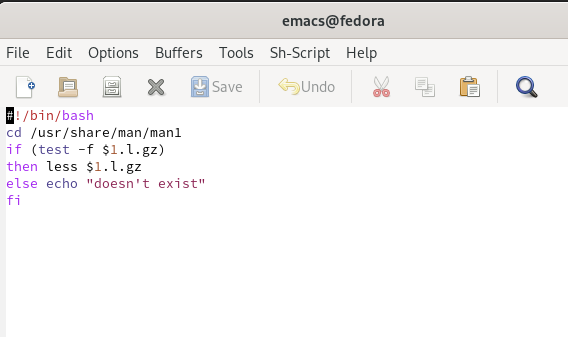 emacs@fedora
File Edit Options Buffers Tools Sh-Script Help
Save Undo
#!/bin/bash
cd /usr/share/man/man1
if (test -f $1.l.gz)
then less $1.l.gz
else echo "doesn't exist"
fi